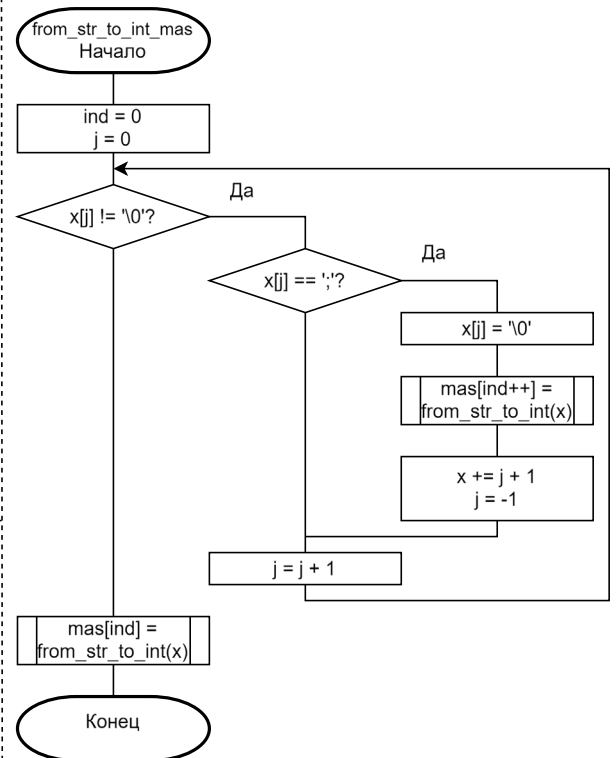 from_str_to_int_mas
Начало
ind = 0
j = 0
Да
x[j] != '\0'?
Да
x[j] == ';'?
x[j] = '\0'
mas[ind++] =
from_str_to_int(x)
x += j + 1
j = -1
j = j + 1
mas[ind] =
from_str_to_int(x)
Конец